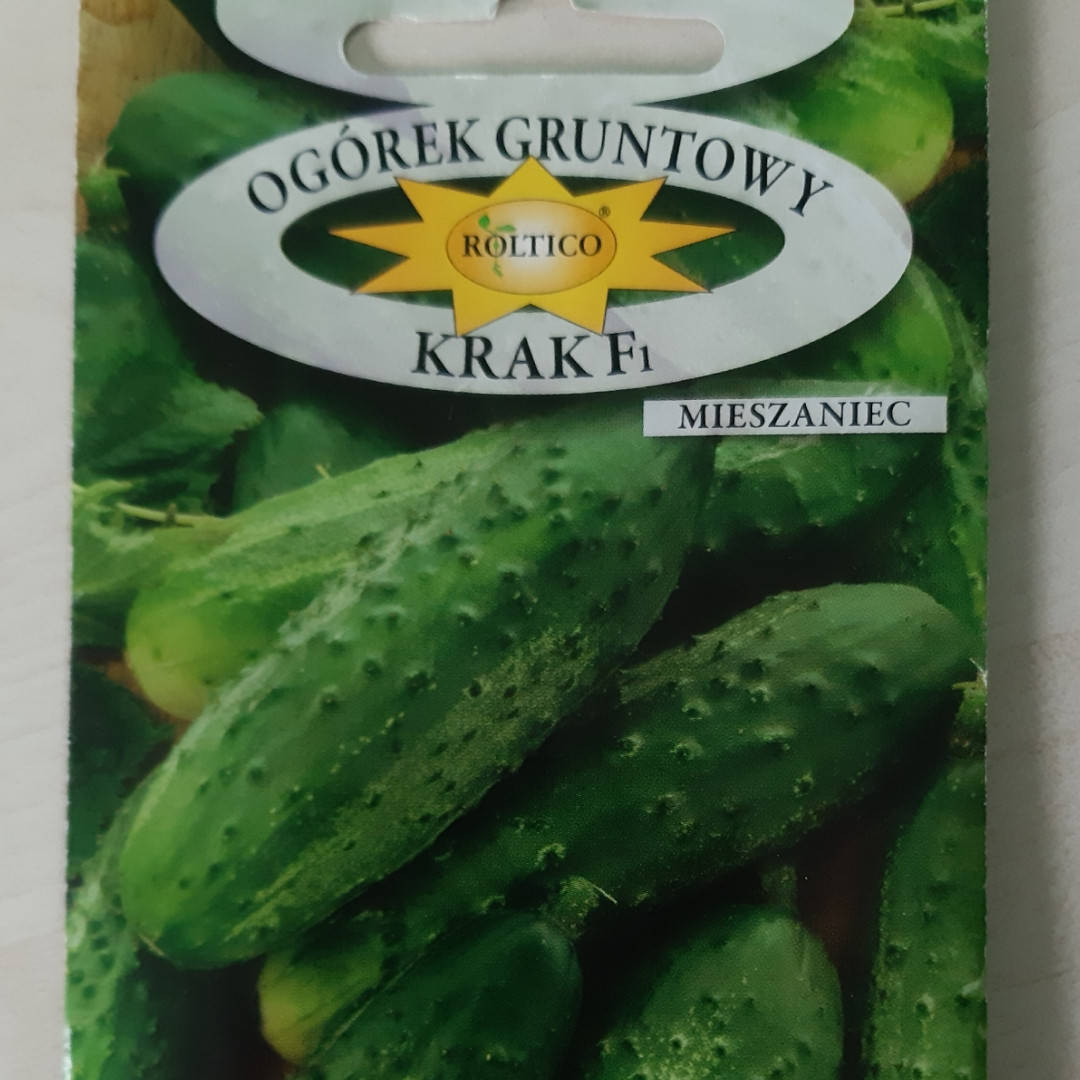 OGÓREK GRUNTOWY
ROLTICO®
KRAK F1
MIESZANIEC